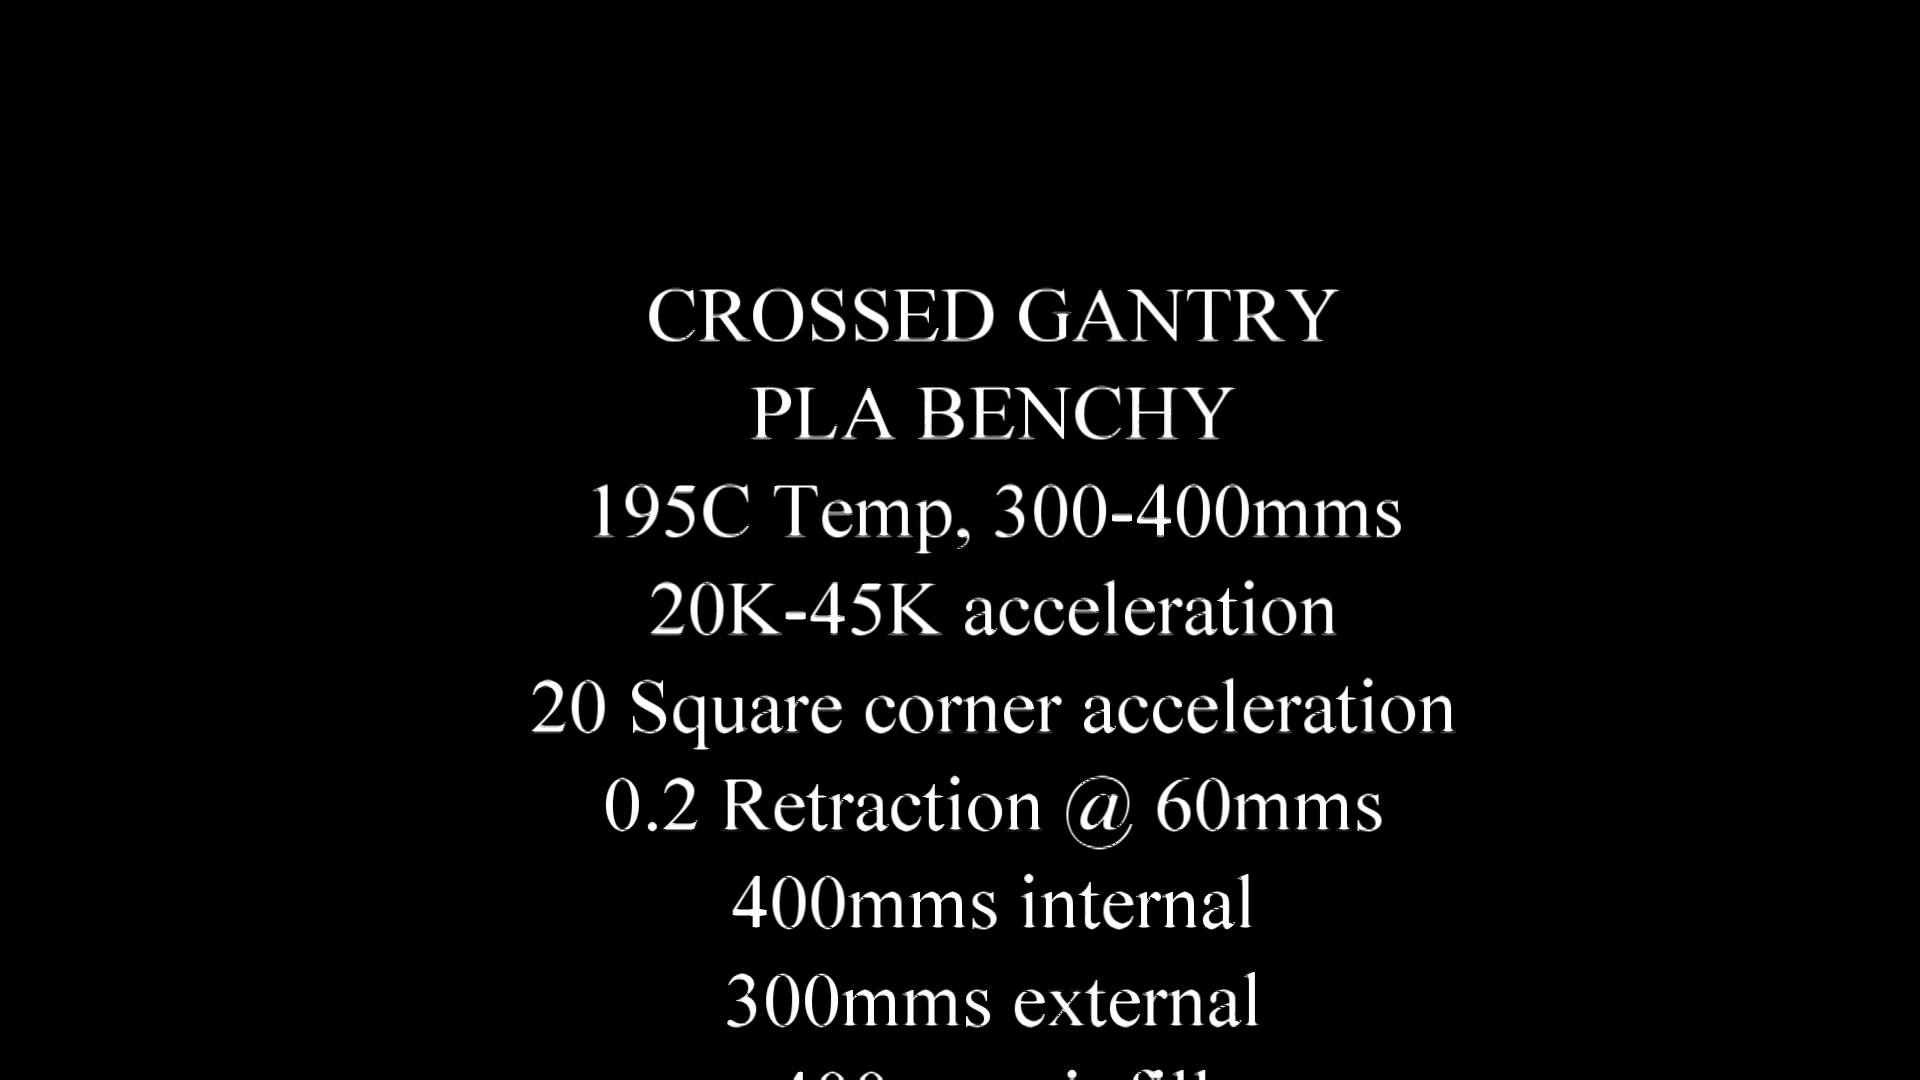 CROSSED GANTRY
PLA BENCHY
195C Temp, 300-400mms
20K-45K acceleration
20 Square corner acceleration
0.2 Retraction @ 60mms
400mms internal
300mms external